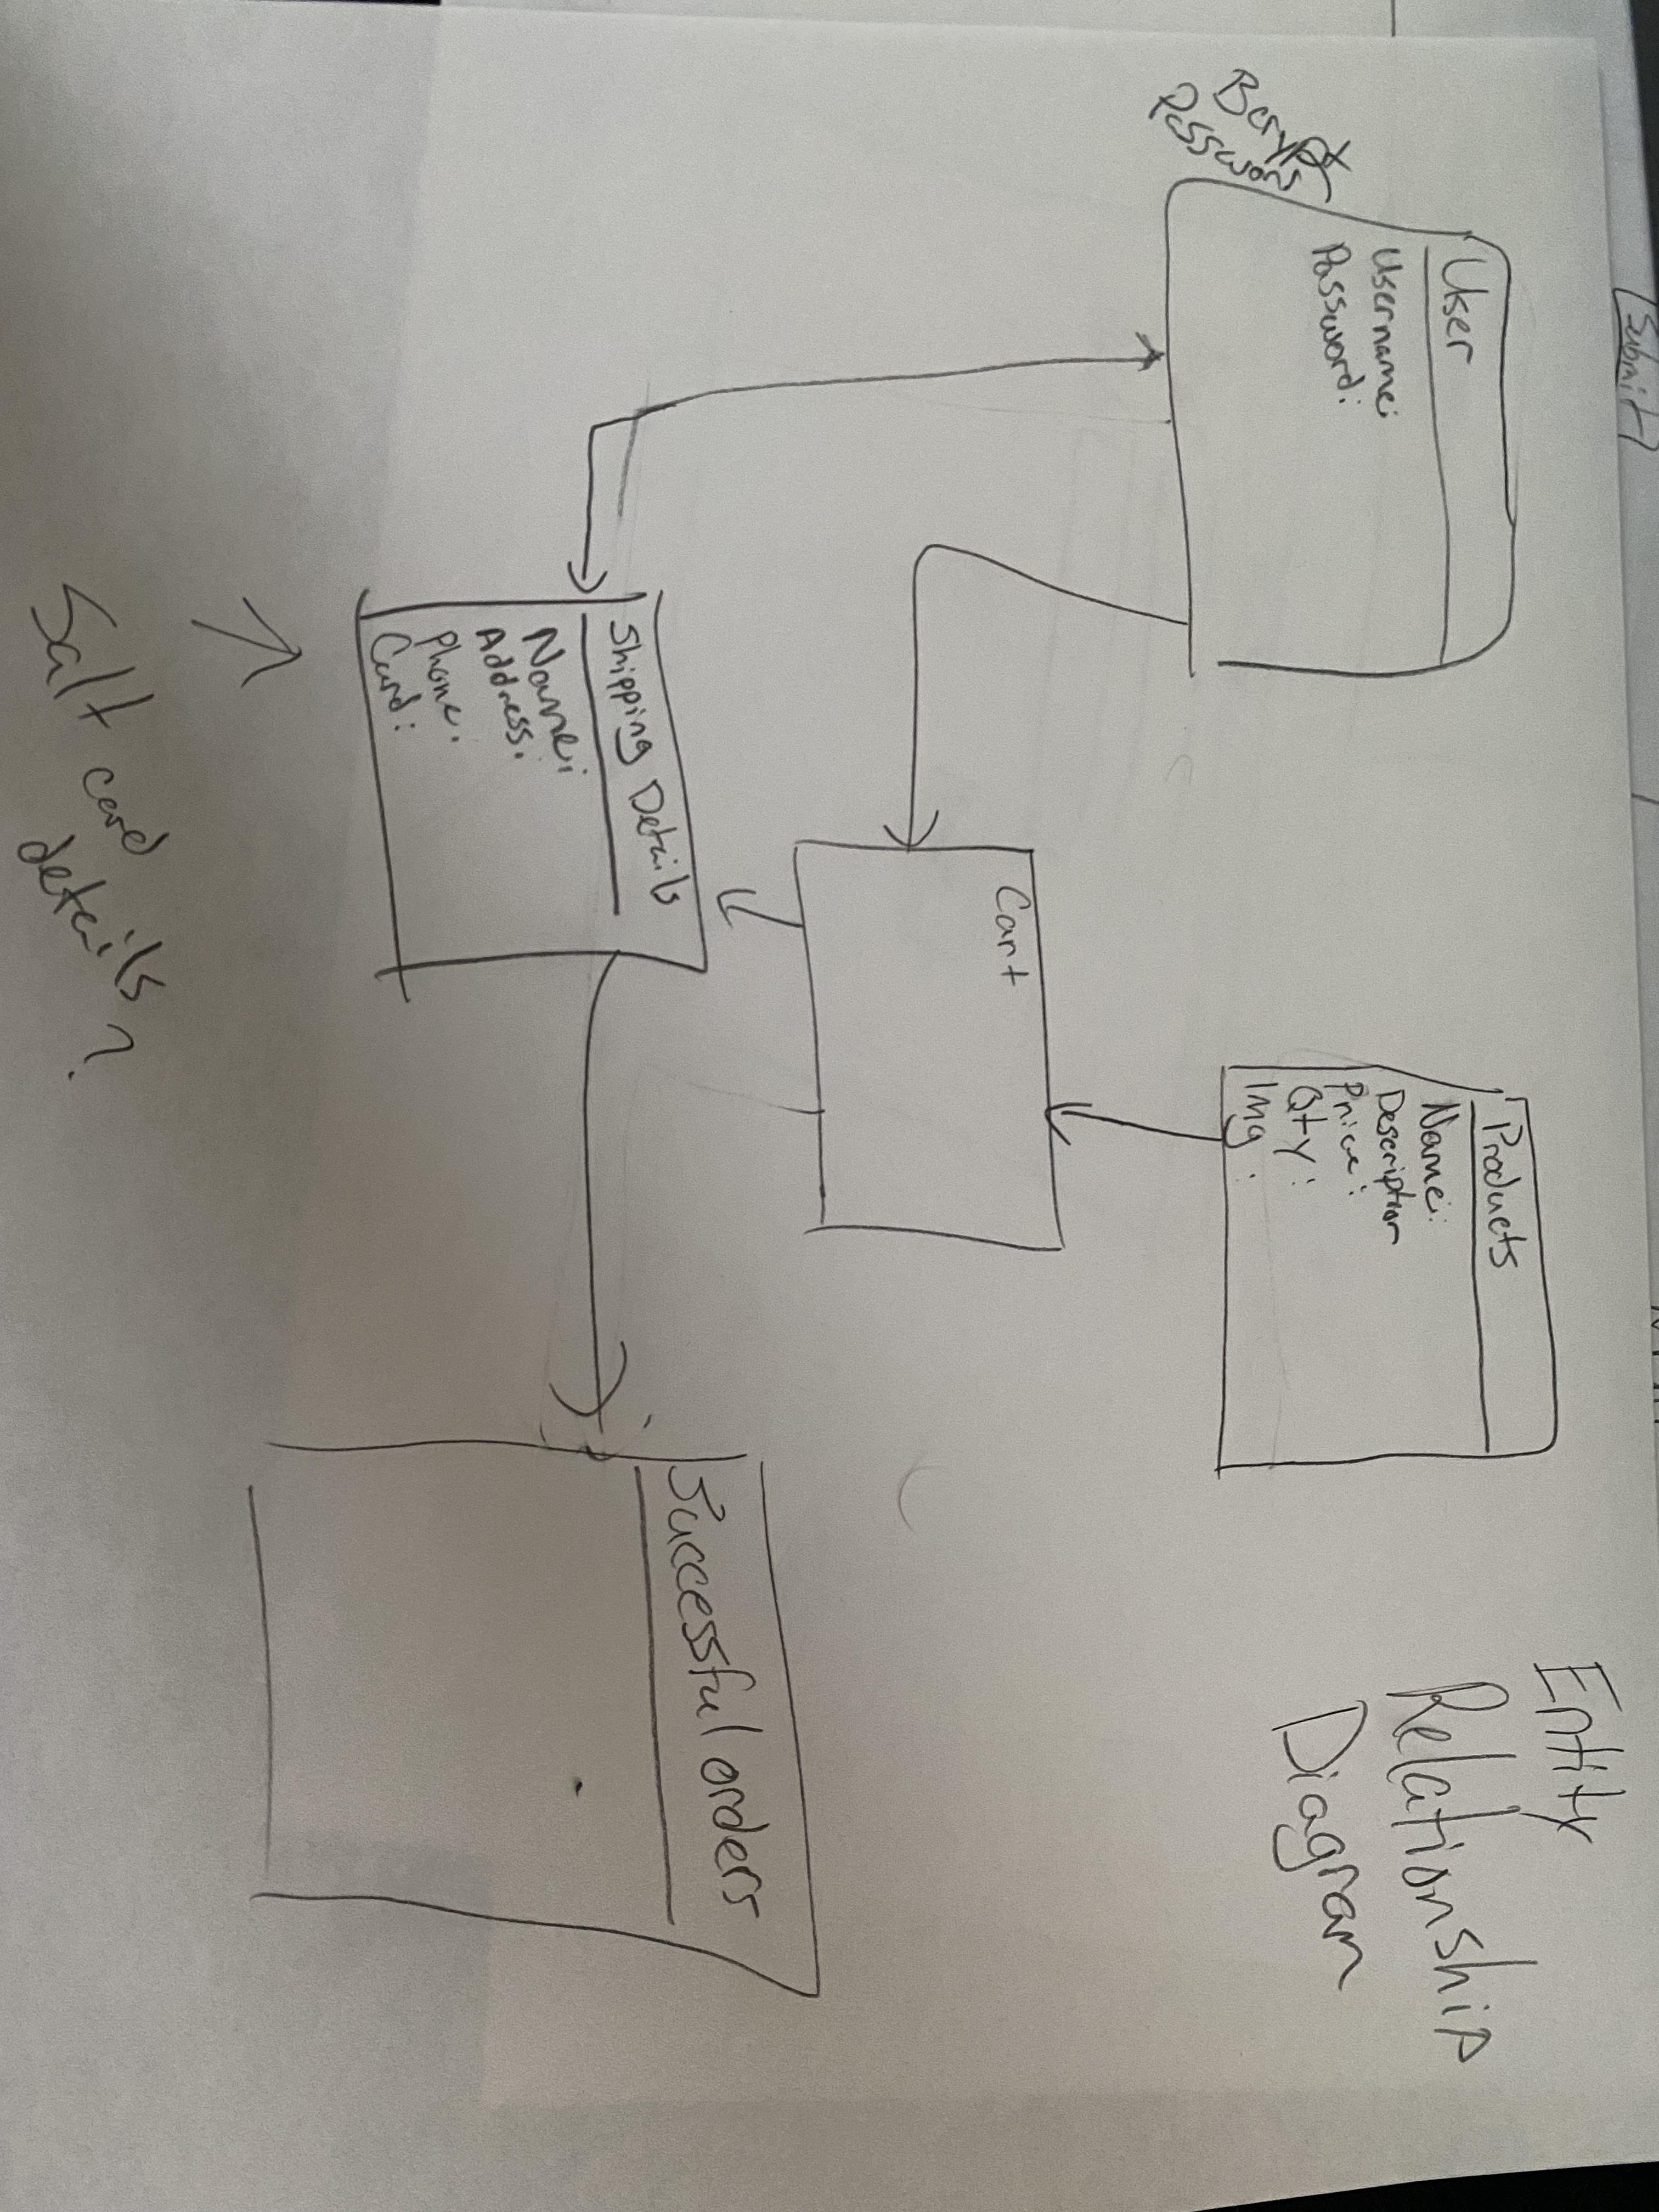 Submit
Entity
Relationship
Diagram
Bcrypt
User
Username:
Password:
Products
Name:
Description
Price:
Qty:
Img:
Cart
Shipping Details
Name:
Address:
Phone:
Card:
Successful orders
Salt card
details?